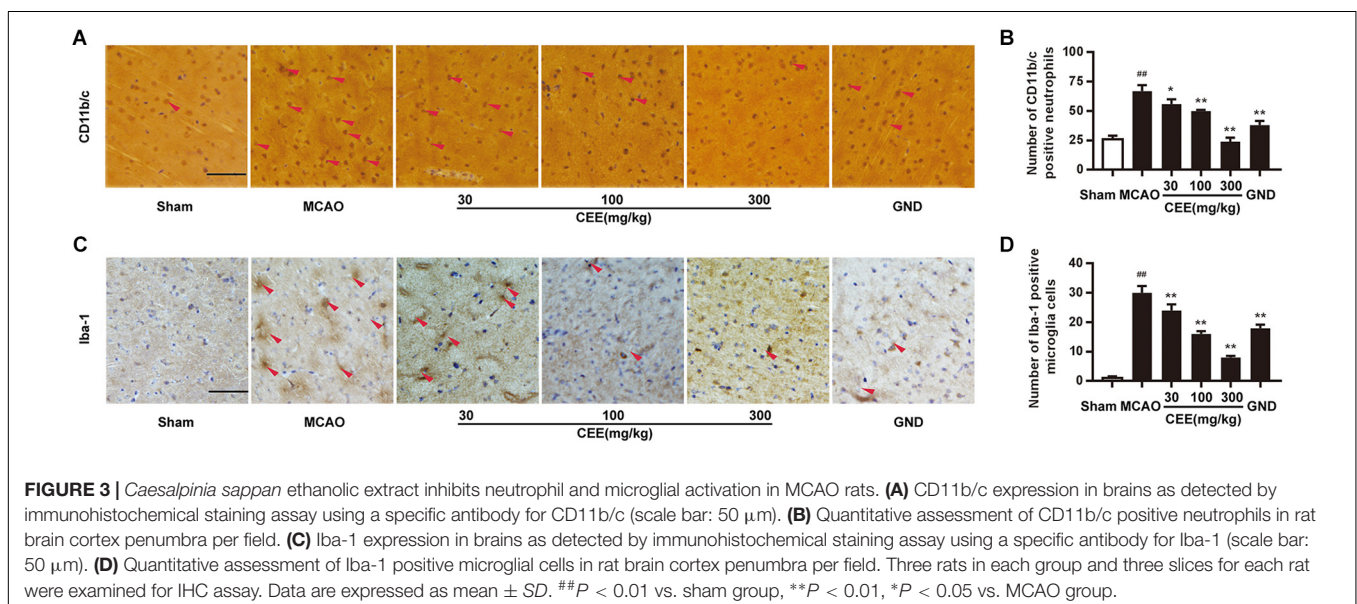 A
CD11b/c
Sham
MCAO
30
100
300
CEE(mg/kg)
GND
B
Number of CD11b/c
positive neutrophils
100
75
50
25
0
##
*
**
**
**
Sham MCAO 30 100 300 GND
CEE(mg/kg)
C
Iba-1
Sham
MCAO
30
100
300
CEE(mg/kg)
GND
D
Number of Iba-1 positive
microglia cells
40
30
20
10
0
##
**
**
**
**
Sham MCAO 30 100 300 GND
CEE(mg/kg)
FIGURE 3 | Caesalpinia sappan ethanolic extract inhibits neutrophil and microglial activation in MCAO rats. (A) CD11b/c expression in brains as detected by
immunohistochemical staining assay using a specific antibody for CD11b/c (scale bar: 50 μm). (B) Quantitative assessment of CD11b/c positive neutrophils in rat
brain cortex penumbra per field. (C) Iba-1 expression in brains as detected by immunohistochemical staining assay using a specific antibody for Iba-1 (scale bar:
50 μm). (D) Quantitative assessment of Iba-1 positive microglial cells in rat brain cortex penumbra per field. Three rats in each group and three slices for each rat
were examined for IHC assay. Data are expressed as mean ± SD. ##P < 0.01 vs. sham group, **P < 0.01, *P < 0.05 vs. MCAO group.